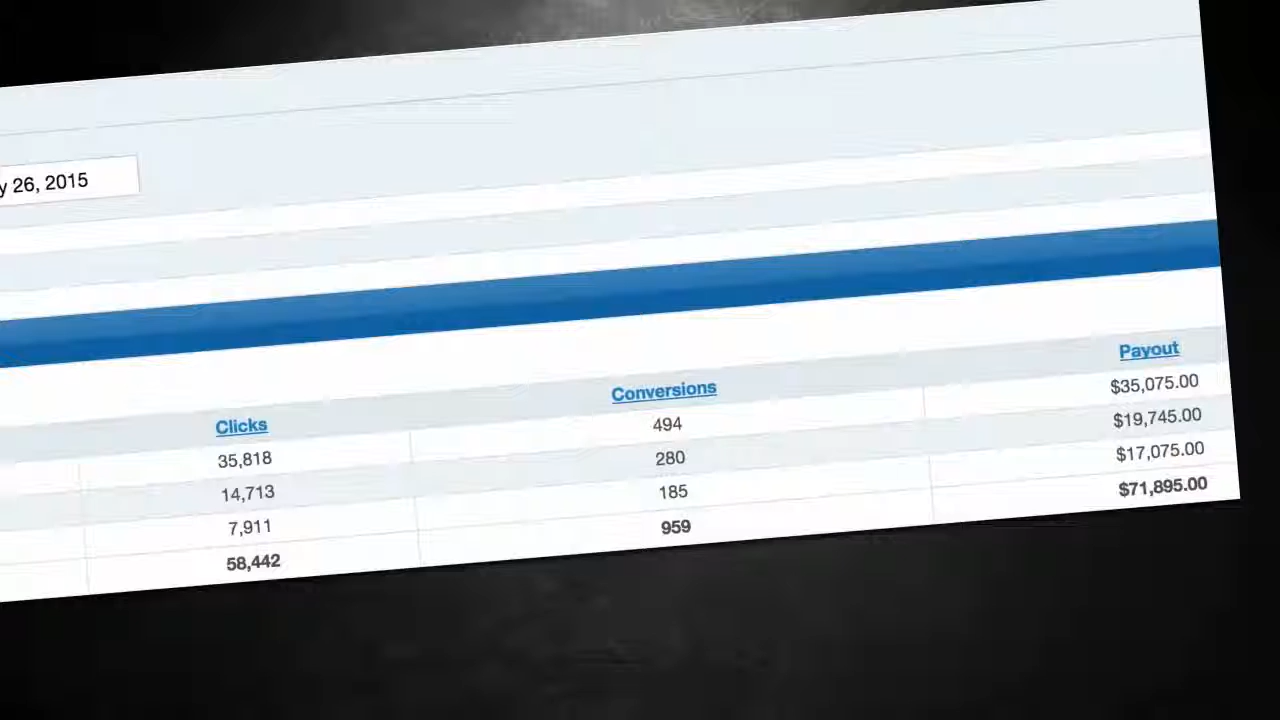 y 26, 2015
Clicks Conversions Payout
35,818 494 $35,075.00
14,713 280 $19,745.00
7,911 185 $17,075.00
58,442 959 $71,895.00